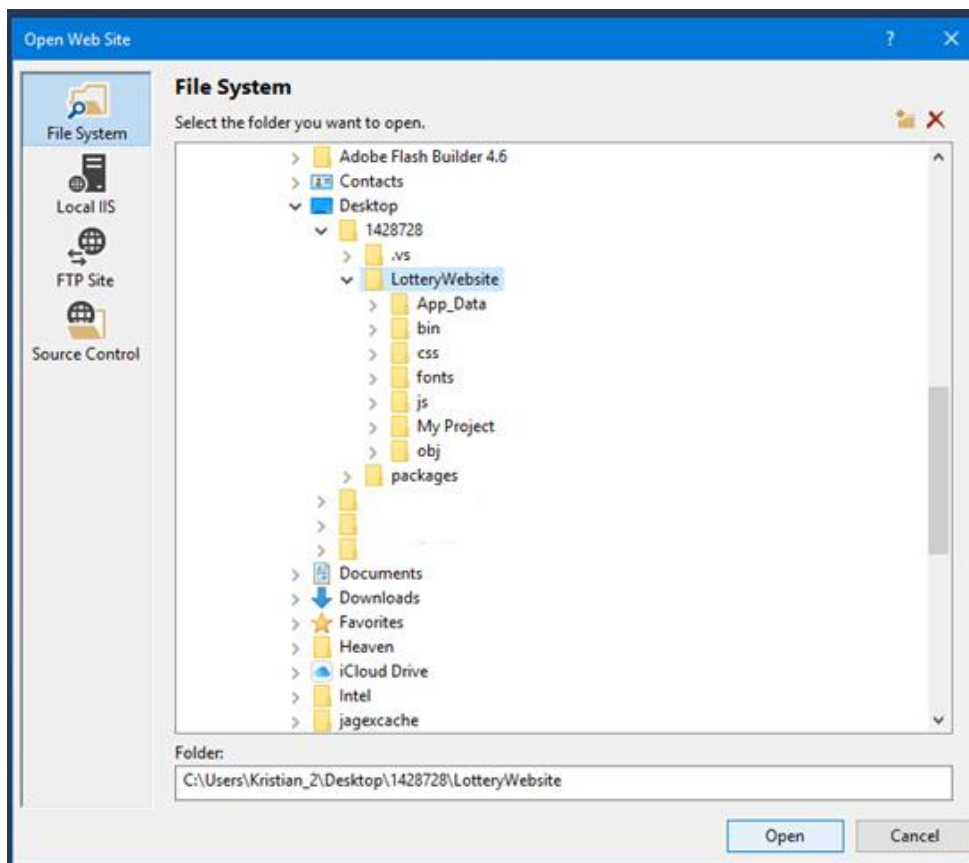 Open Web Site
?
File System
Local IIS
FTP Site
Source Control
File System
Select the folder you want to open.
Adobe Flash Builder 4.6
Contacts
Desktop
1428728
.vs
LotteryWebsite
App_Data
bin
css
fonts
js
My Project
obj
packages
Documents
Downloads
Favorites
Heaven
iCloud Drive
Intel
jagexcache
Folder:
C:\Users\Kristian_2\Desktop\1428728\LotteryWebsite
Open Cancel